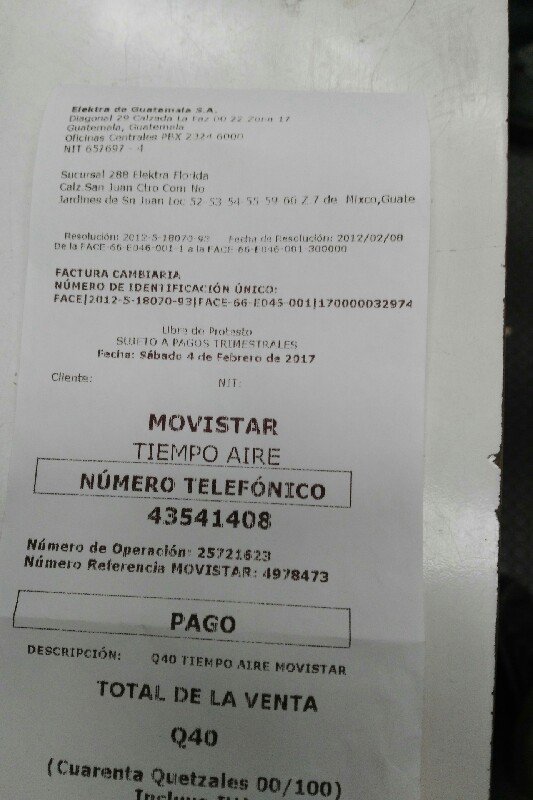 Elektra de Guatemala S.A.
Diagonal 29 Calzada La Paz 00-22 Zona 17
Guatemala, Guatemala
Oficinas Centrales PBX 2324 6000
NIT 657697 - 4
Sucursal 288 Elektra Florida
Calz San Juan Ctro Com No
Jardines de Sn Juan Loc 52 53 54 55 59 60 Z 7 de Mixco,Guate
Resolución: 2012-5-18070-93 Fecha de Resolución: 2012/02/08
De la FACE-66-E046-001-1 a la FACE-66-E046-001-300000
FACTURA CAMBIARIA
NÚMERO DE IDENTIFICACIÓN ÚNICO:
FACE|2012-5-18070-93|FACE-66-E045-001|170000032974
Libre de Protesto
SUJETO A PAGOS TRIMESTRALES
Fecha: Sábado 4 de Febrero de 2017
Cliente: NIT:
MOVISTAR
TIEMPO AIRE
NÚMERO TELEFÓNICO
43541408
Número de Operación: 25721623
Número Referencia MOVISTAR: 4978473
PAGO
DESCRIPCIÓN: Q40 TIEMPO AIRE MOVISTAR
TOTAL DE LA VENTA
Q40
(Cuarenta Quetzales 00/100)